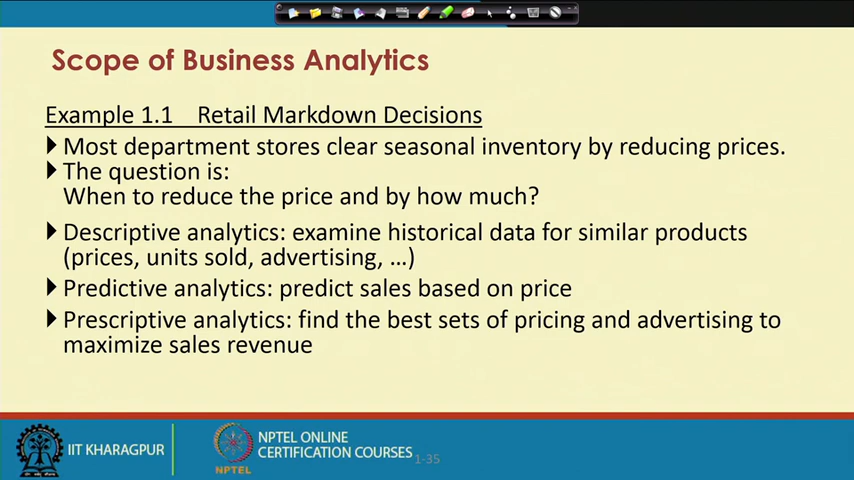 Scope of Business Analytics
Example 1.1 Retail Markdown Decisions
Most department stores clear seasonal inventory by reducing prices.
The question is:
When to reduce the price and by how much?
Descriptive analytics: examine historical data for similar products
(prices, units sold, advertising, …)
Predictive analytics: predict sales based on price
Prescriptive analytics: find the best sets of pricing and advertising to
maximize sales revenue
IIT KHARAGPUR
NPTEL
NPTEL ONLINE
CERTIFICATION COURSES
1-35